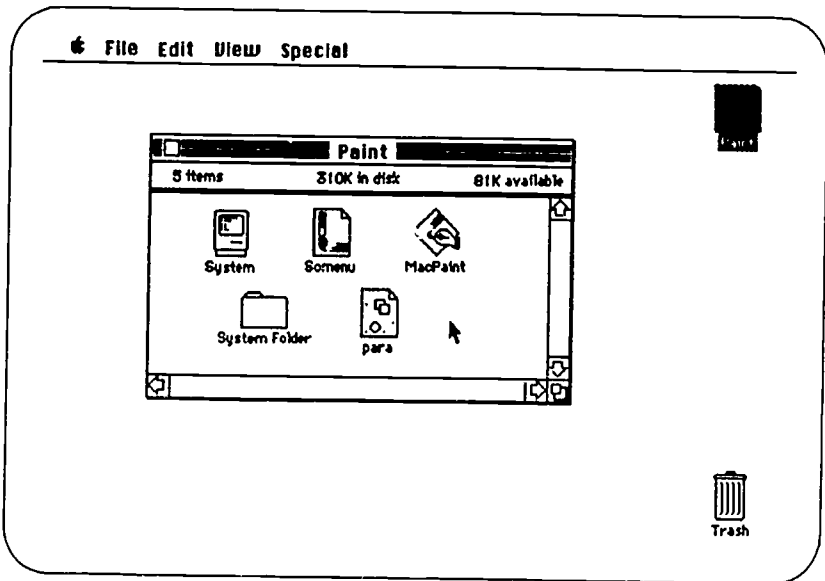 File Edit View Special
Paint
Paint
5 items 310K in disk 81K available
System Somenu MacPaint
System Folder para
Trash